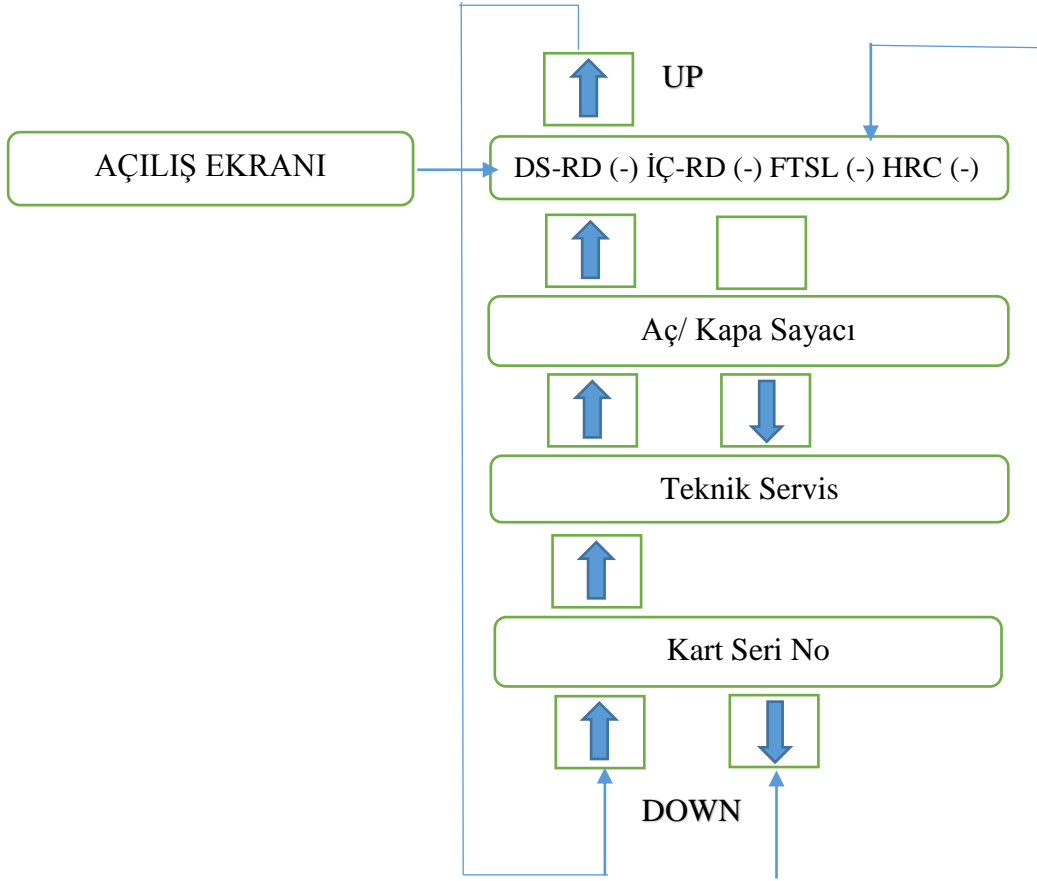 UP
AÇILIŞ EKRANI
DS-RD (-) İÇ-RD (-) FTSL (-) HRC (-)
Aç/ Kapa Sayacı
Teknik Servis
Kart Seri No
DOWN